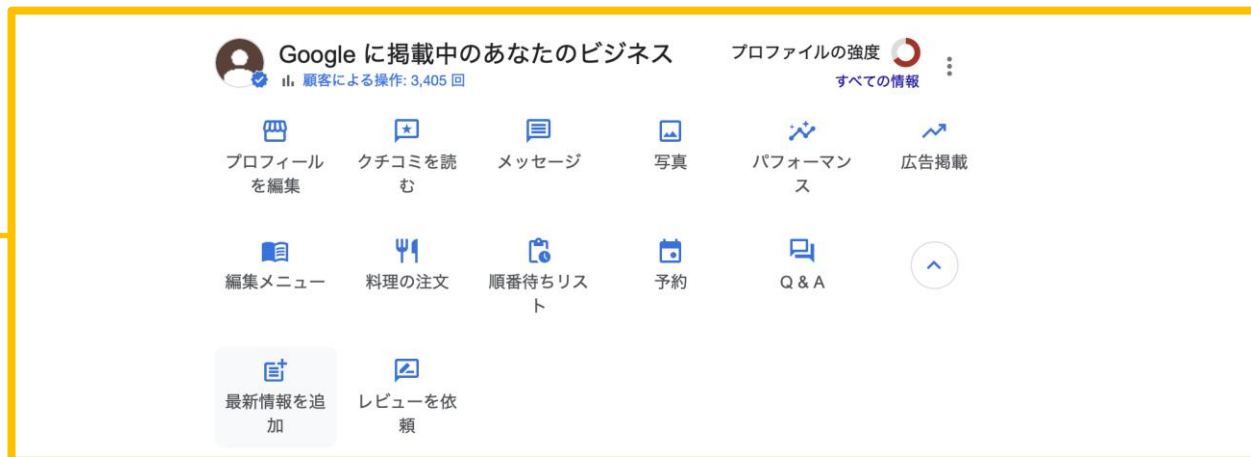 Google に掲載中のあなたのビジネス
顧客による操作: 3,405 回
プロファイルの強度
すべての情報
プロフィール
を編集
クチコミを読
む
メッセージ
写真
パフォーマン
ス
広告掲載
編集メニュー
料理の注文
順番待ちリス
ト
予約
Q & A
最新情報を追
加
レビューを依
頼